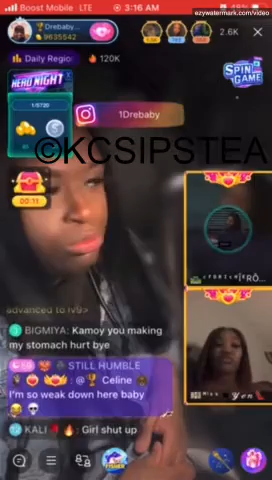 Boost Mobile LTE
3:16 AM
48%
ezywatermark.com/video
Drebaby...
9635542
2.6K
Daily Regio
120K
HERO NIGHT
SPIN
GAME
1/5720
1Drebaby
©KCSIPSTEA
00:11
advanced to lv9>
BIGMIYA: Kamoy you making
my stomach hurt bye
STILL HUMBLE
: @🏆 Celine
I'm so weak down here baby
😂💀
KALI🌹🔥: Girl shut up